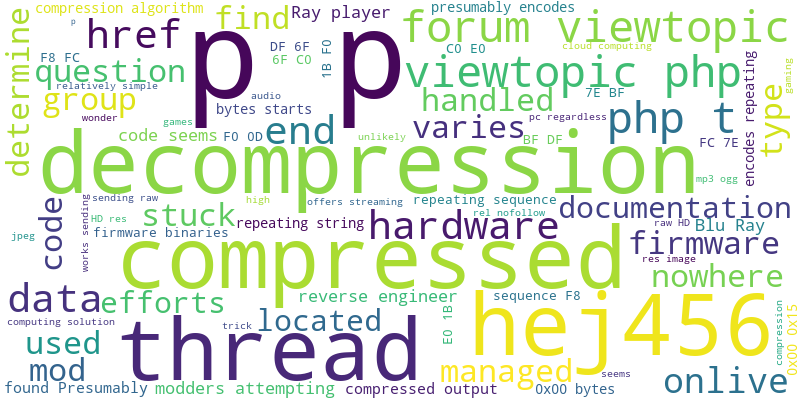 compression algorithm
find
Ray player
presumably encodes
forum viewtopic
href
p p
DF 6F
1B F0
C0 E0
cloud computing
determine
F8 FC
question
6F C0
viewtopic php
relatively simple
audio
7E BF
encodes repeating
type
gaming
group
bytes starts
handled
php t
games
wonder
end
varies
pc regardless
code seems
F0 0D
unlikely
BF DF
FC 7E
decompression
mp3 ogg
code
sending raw
high
offers streaming
repeating sequence
documentation
works sending
HD res
stuck
repeating string
hardware
rel nofollow
raw HD
Blu Ray
jpeg
firmware binaries
compressed
firmware
res image
nowhere
data
efforts
reverse engineer
sequence F8
hej456
0x00 0x15
computing solution
thread
located
E0 1B
compression
used
trick
mod
managed
seems
onlive
found Presumably
modders attempting
compressed output
0x00 bytes
p